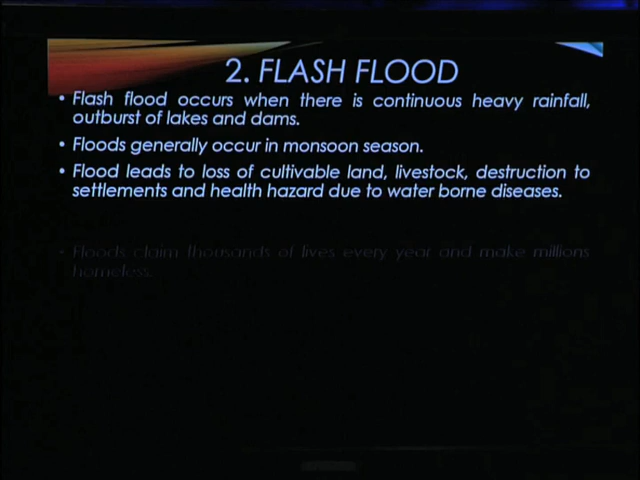 2. FLASH FLOOD
• Flash flood occurs when there is continuous heavy rainfall,
outburst of lakes and dams.
• Floods generally occur in monsoon season.
• Flood leads to loss of cultivable land, livestock, destruction to
settlements and health hazard due to water borne diseases.
• Floods claim thousands of lives every year and make millions
homeless.